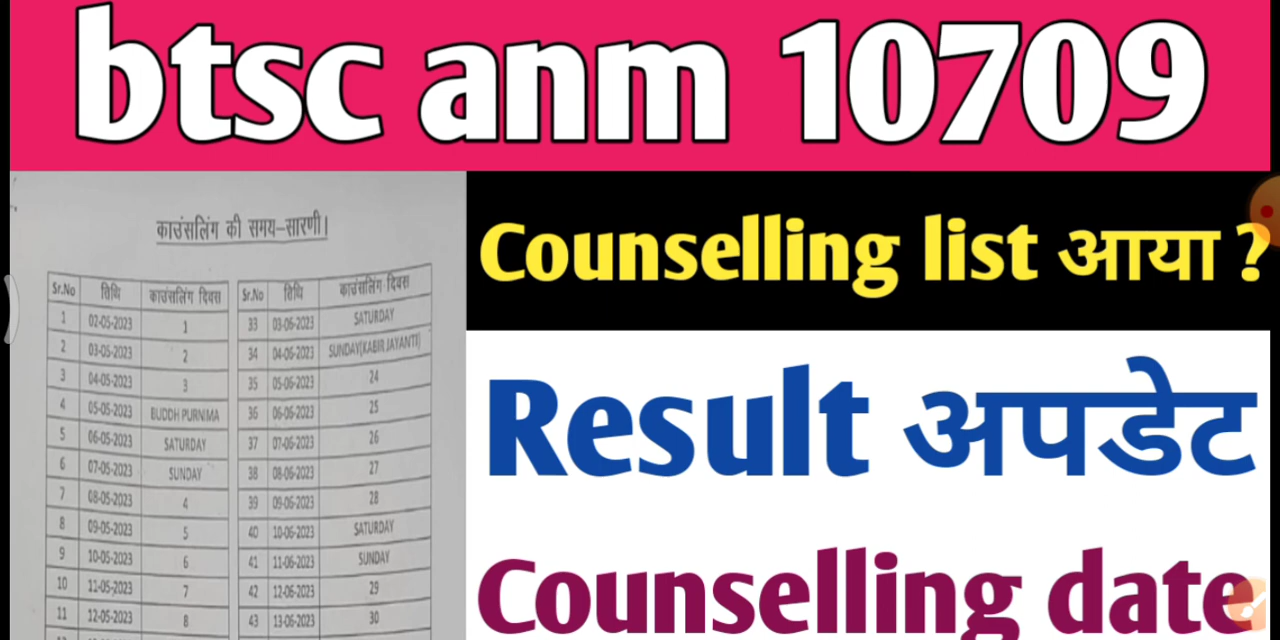 btsc anm 10709
काउंसलिंग की समय-सारणी।
Sr.No तिथि काउंसलिंग दिवस Sr.No तिथि काउंसलिंग दिवस
1 02-05-2023 1 33 03-06-2023 SATURDAY
2 03-05-2023 2 34 04-06-2023 SUNDAY(KABIR JAYANTI)
3 04-05-2023 3 35 05-06-2023 24
4 05-05-2023 BUDDH PURNIMA 36 06-06-2023 25
5 06-05-2023 SATURDAY 37 07-06-2023 26
6 07-05-2023 SUNDAY 38 08-06-2023 27
7 08-05-2023 4 39 09-06-2023 28
8 09-05-2023 5 40 10-06-2023 SATURDAY
9 10-05-2023 6 41 11-06-2023 SUNDAY
10 11-05-2023 7 42 12-06-2023 29
11 12-05-2023 8 43 13-06-2023 30
Counselling list आया ?
Result अपडेट
Counselling date